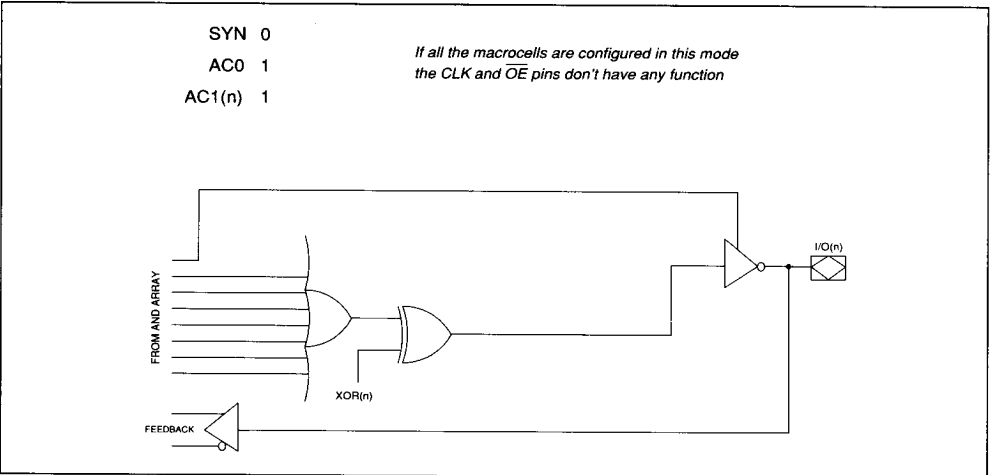 SYN 0
AC0 1
AC1(n) 1
If all the macrocells are configured in this mode
the CLK and O̅E̅ pins don't have any function
I/O(n)
FROM AND ARRAY
XOR(n)
FEEDBACK